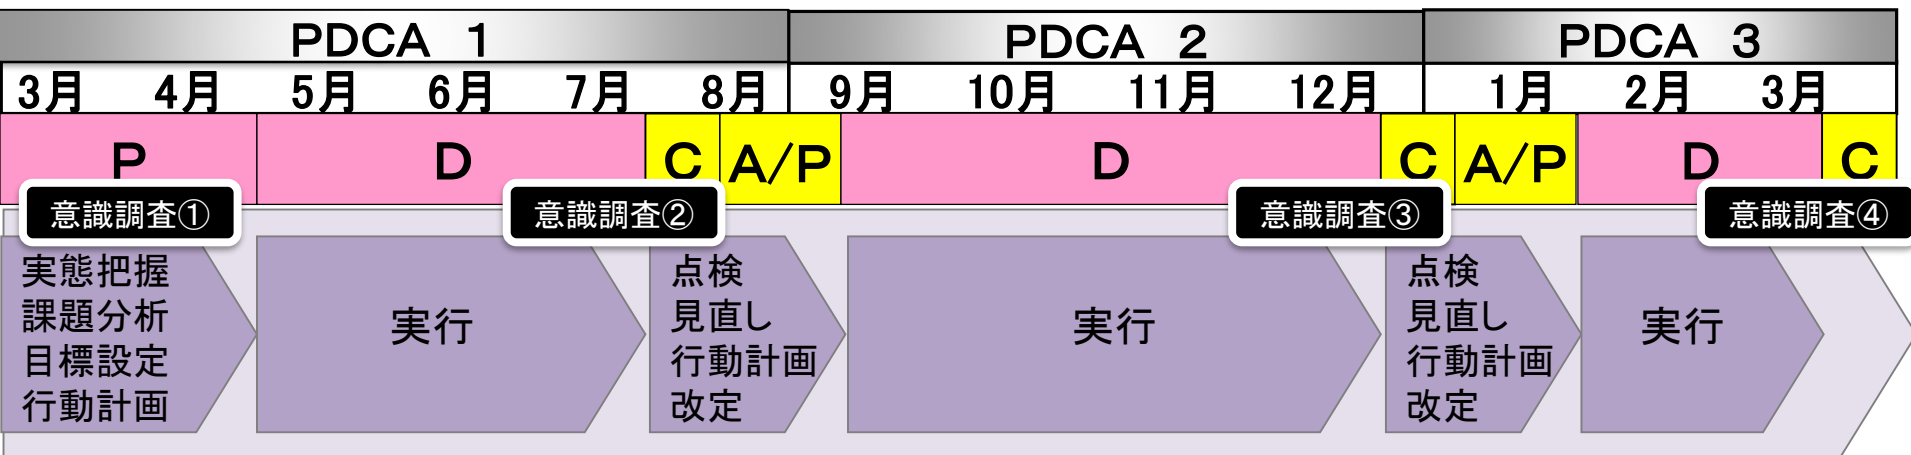 PDCA 1
PDCA 2
PDCA 3
3月 4月 5月 6月 7月 8月 9月 10月 11月 12月 1月 2月 3月
P D C A/P D C A/P D C
意識調査① 意識調査② 意識調査③ 意識調査④
実態把握
課題分析
目標設定
行動計画
実行
点検
見直し
行動計画
改定
実行
点検
見直し
行動計画
改定
実行